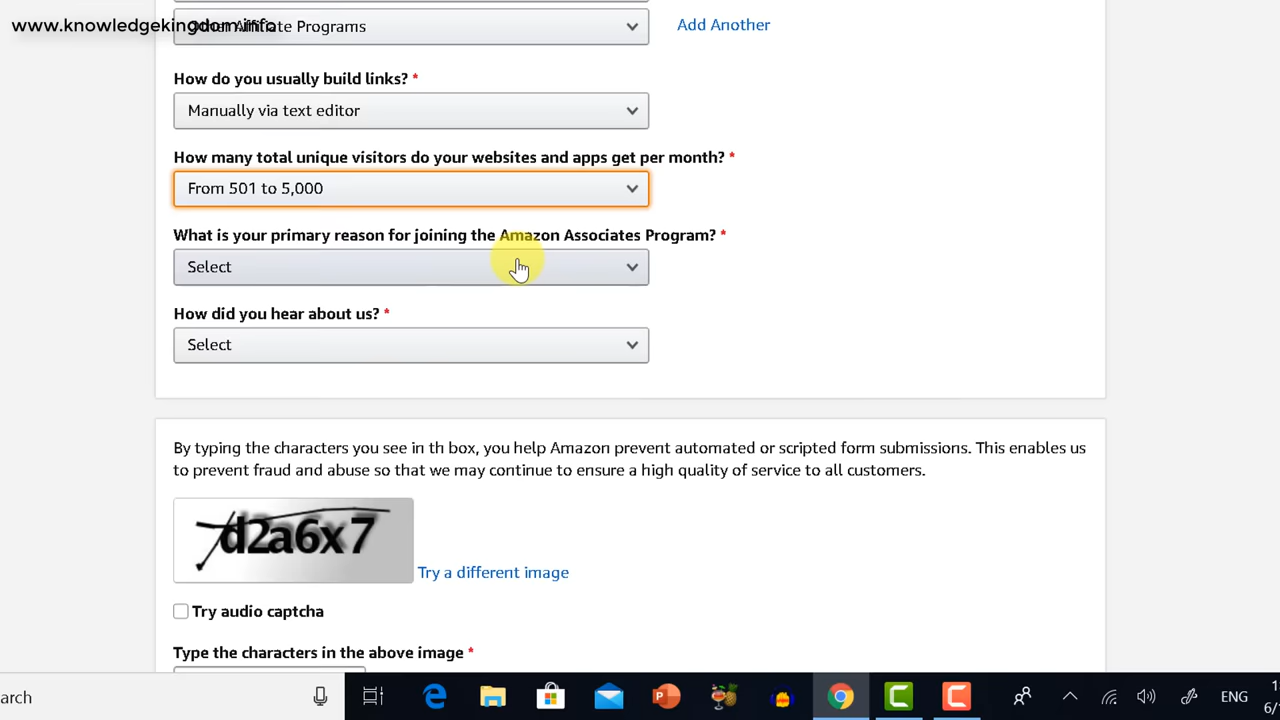 www.knowledgekingdom.info
Other Affiliate Programs
Add Another
How do you usually build links? *
Manually via text editor
How many total unique visitors do your websites and apps get per month? *
From 501 to 5,000
What is your primary reason for joining the Amazon Associates Program? *
Select
How did you hear about us? *
Select
By typing the characters you see in th box, you help Amazon prevent automated or scripted form submissions. This enables us
to prevent fraud and abuse so that we may continue to ensure a high quality of service to all customers.
d2a6x7
Try a different image
Try audio captcha
Type the characters in the above image *
arch
ENG